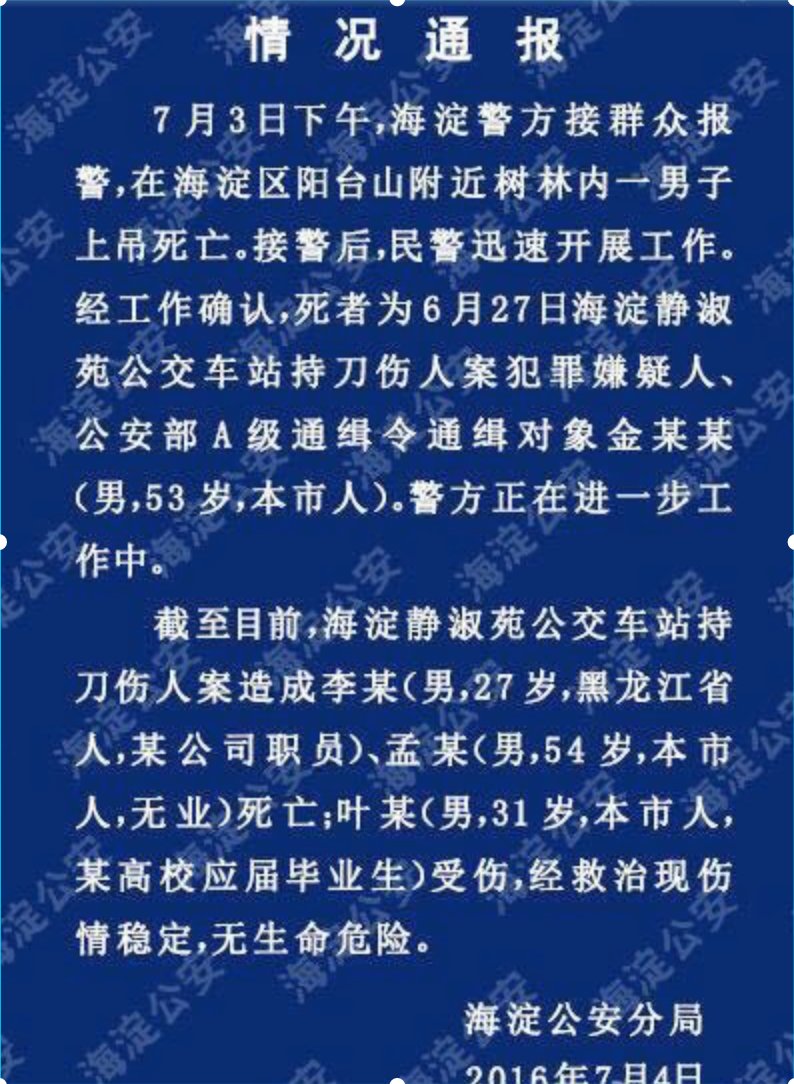 情况通报
7月3日下午,海淀警方接群众报
警,在海淀区阳台山附近树林内一男子
上吊死亡。接警后,民警迅速开展工作。
经工作确认,死者为6月27日海淀静淑
苑公交车站持刀伤人案犯罪嫌疑人、
公安部A级通缉令通缉对象金某某
(男,53岁,本市人)。警方正在进一步工
作中。
截至目前,海淀静淑苑公交车站持
刀伤人案造成李某(男,27岁,黑龙江省
人,某公司职员)、孟某(男,54岁,本市
人,无业)死亡;叶某(男,31岁,本市人,
某高校应届毕业生)受伤,经救治现伤
情稳定,无生命危险。
海淀公安分局
2016年7月4日
海淀公安